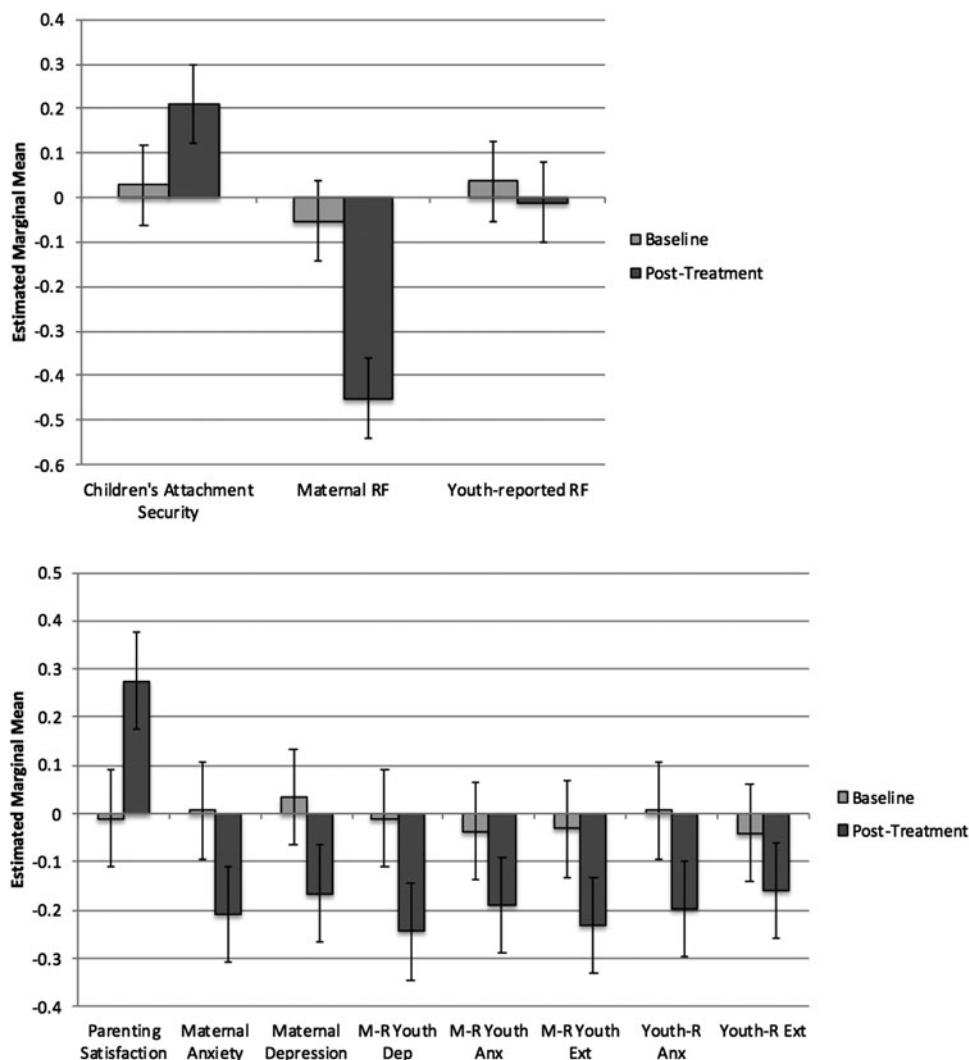 0.4
0.3
0.2
0.1
0
-0.1
-0.2
-0.3
-0.4
-0.5
-0.6
Estimated Marginal Mean
Children's Attachment Security
Maternal RF
Youth-reported RF
Baseline
Post-Treatment
0.5
0.4
0.3
0.2
0.1
0
-0.1
-0.2
-0.3
-0.4
Estimated Marginal Mean
Parenting Satisfaction
Maternal Anxiety
Maternal Depression
M-R Youth Dep
M-R Youth Anx
M-R Youth Ext
Youth-R Anx
Youth-R Ext
Baseline
Post-Treatment